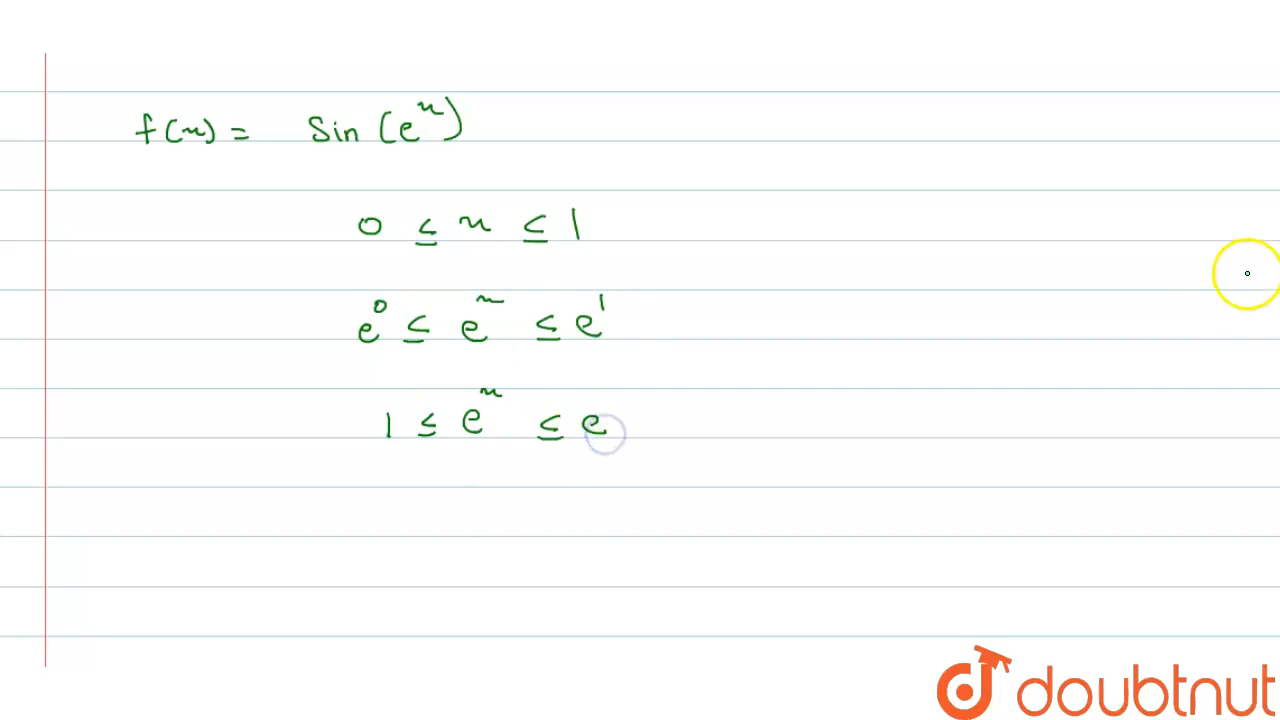 f(x) = Sin (e^x)
0 ≤ x ≤ 1
e^0 ≤ e^x ≤ e^1
1 ≤ e^x ≤ e
doubtnut